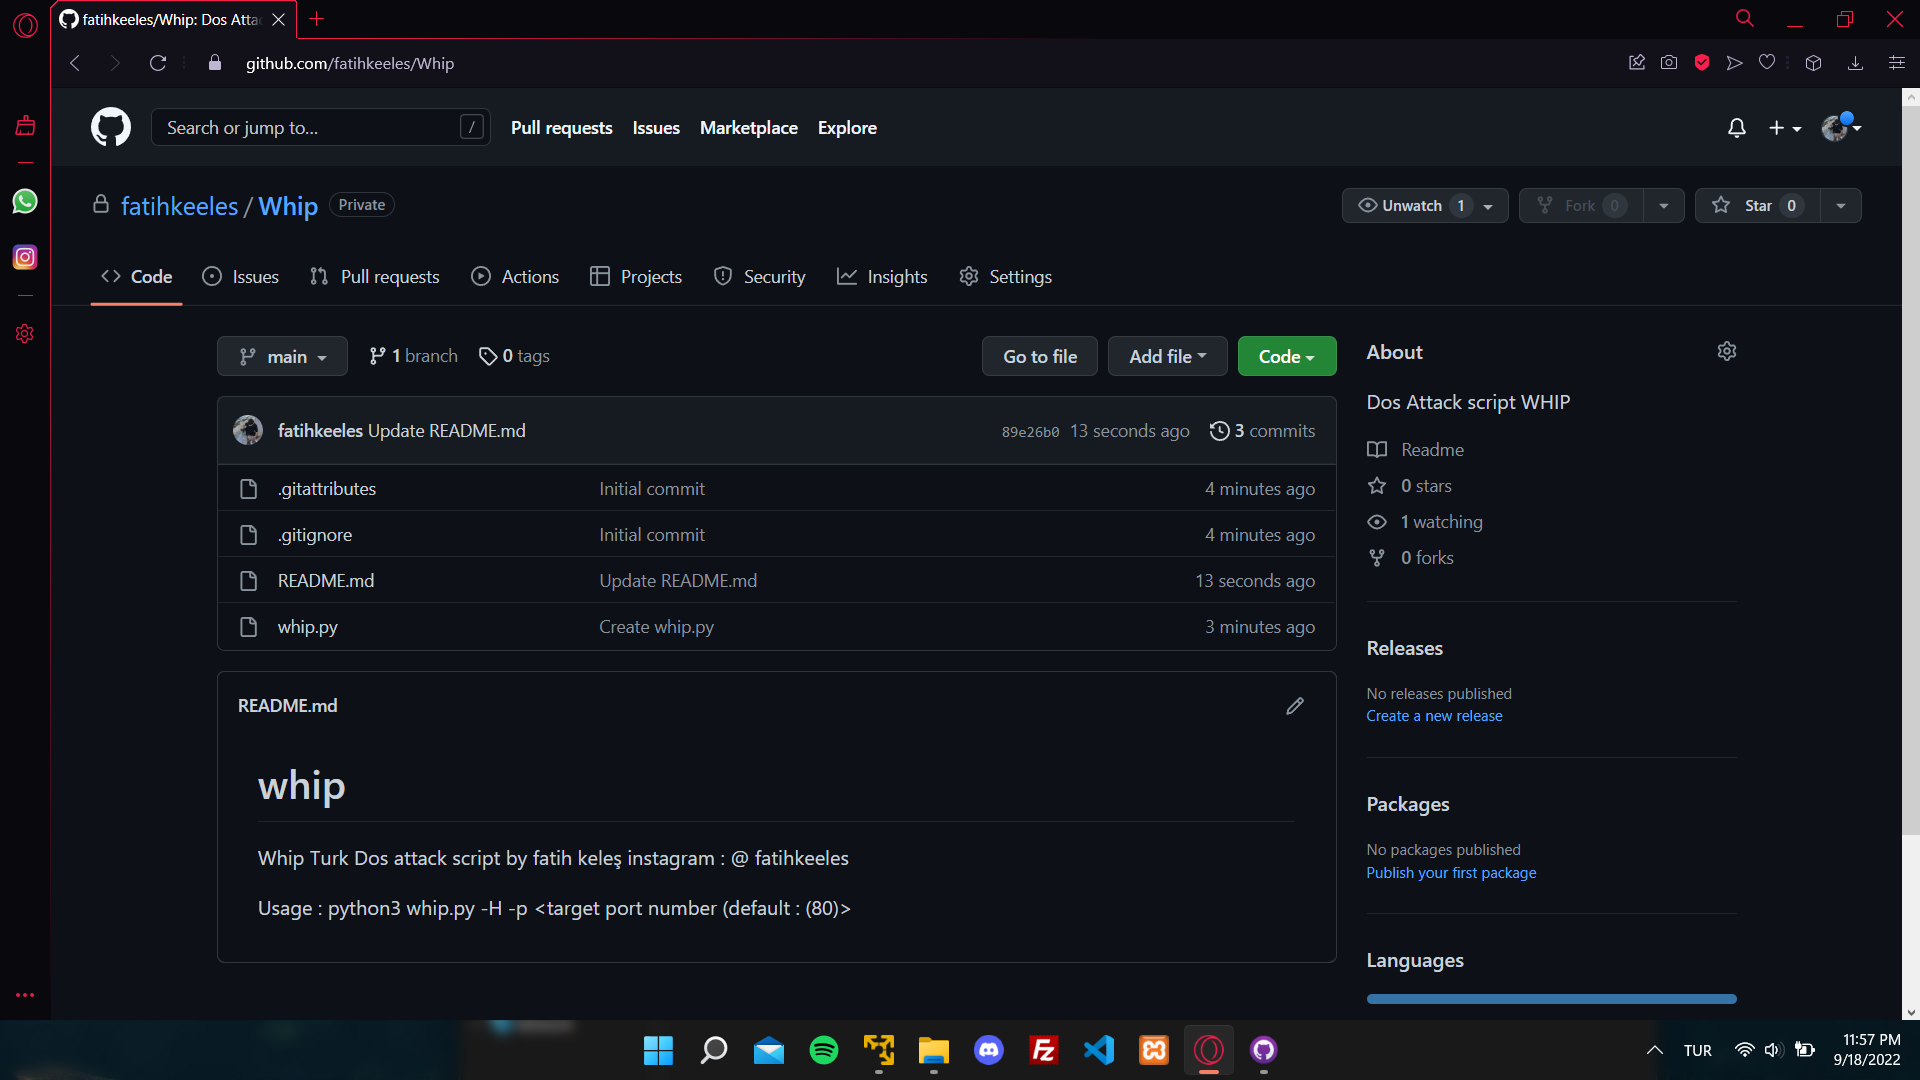 fatihkeeles/Whip: Dos Atta
github.com/fatihkeeles/Whip
Search or jump to... /
Pull requests Issues Marketplace Explore
fatihkeeles / Whip Private
Unwatch 1 Fork 0 Star 0
Code Issues Pull requests Actions Projects Security Insights Settings
main 1 branch 0 tags Go to file Add file Code
fatihkeeles Update README.md 89e26b0 13 seconds ago 3 commits
.gitattributes Initial commit 4 minutes ago
.gitignore Initial commit 4 minutes ago
README.md Update README.md 13 seconds ago
whip.py Create whip.py 3 minutes ago
README.md
whip
Whip Turk Dos attack script by fatih keleş instagram : @ fatihkeeles
Usage : python3 whip.py -H -p <target port number (default : (80)>
About
Dos Attack script WHIP
Readme
0 stars
1 watching
0 forks
Releases
No releases published
Create a new release
Packages
No packages published
Publish your first package
Languages
TUR
11:57 PM
9/18/2022